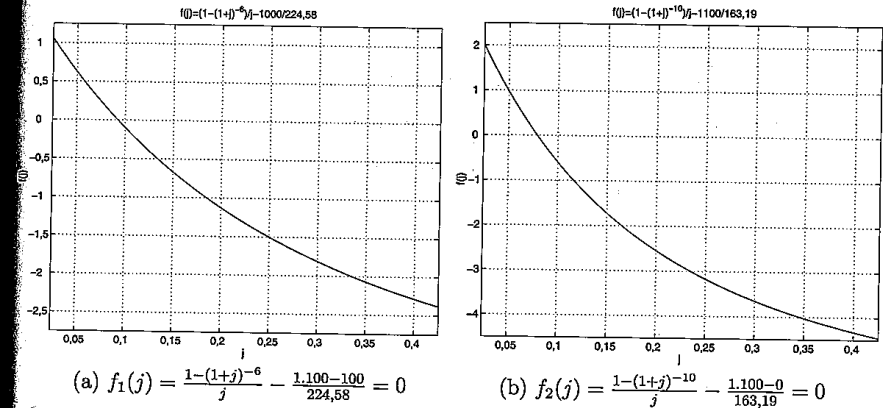 f(j)=(1−(1+j)^−6)/j−1000/224,58
1
0,5
0
−0,5
−1
−1,5
−2
−2,5
f(j)
0,05 0,1 0,15 0,2 0,25 0,3 0,35 0,4
j
(a) f₁(j) = \frac{1−(1+j)^{−6}}{j} − \frac{1.100−100}{224,58} = 0
f(j)=(1−(1+j)^−10)/j−1100/163,19
2
1
0
−1
−2
−3
−4
f(j)
0,05 0,1 0,15 0,2 0,25 0,3 0,35 0,4
j
(b) f₂(j) = \frac{1−(1+j)^{−10}}{j} − \frac{1.100−0}{163,19} = 0